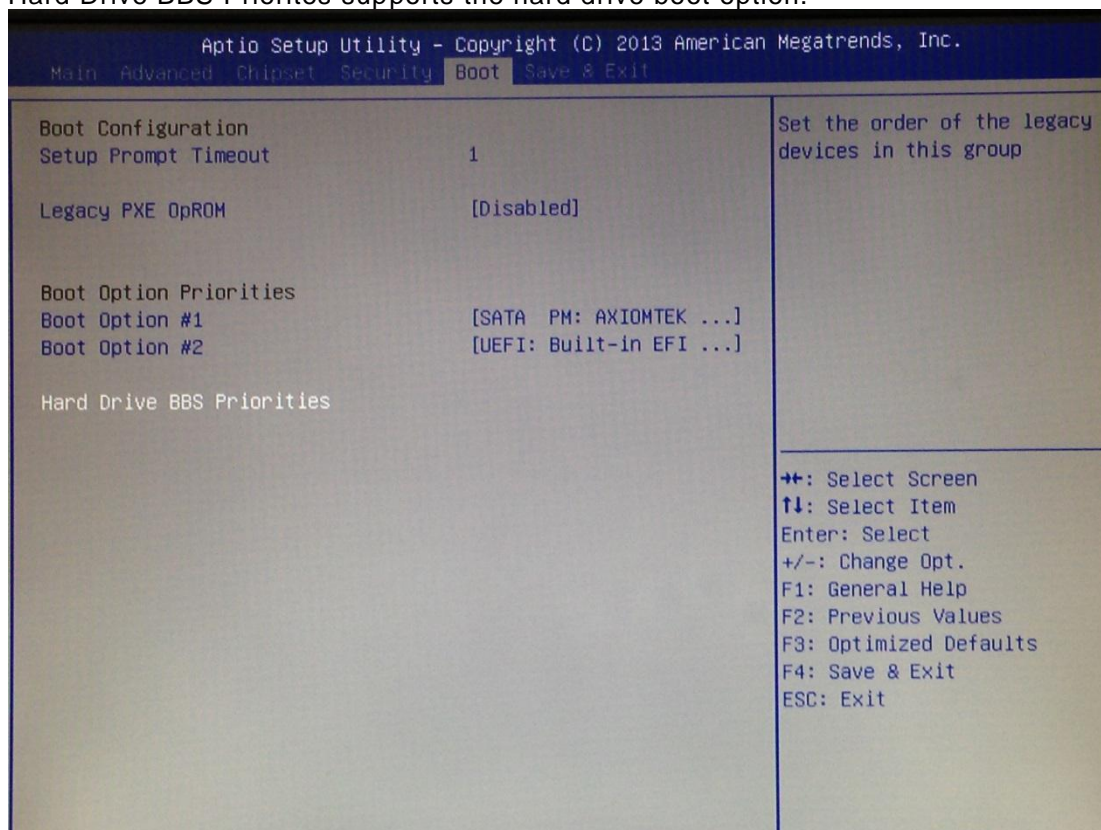 Hard Drive BBS Priorites supports the hard drive boot option.
Aptio Setup Utility - Copyright (C) 2013 American Megatrends, Inc.
Main Advanced Chipset Security Boot Save & Exit
Boot Configuration
Setup Prompt Timeout 1
Legacy PXE OpROM [Disabled]
Boot Option Priorities
Boot Option #1 [SATA PM: AXIOMTEK ...]
Boot Option #2 [UEFI: Built-in EFI ...]
Hard Drive BBS Priorities
Set the order of the legacy
devices in this group
→←: Select Screen
↑↓: Select Item
Enter: Select
+/-: Change Opt.
F1: General Help
F2: Previous Values
F3: Optimized Defaults
F4: Save & Exit
ESC: Exit